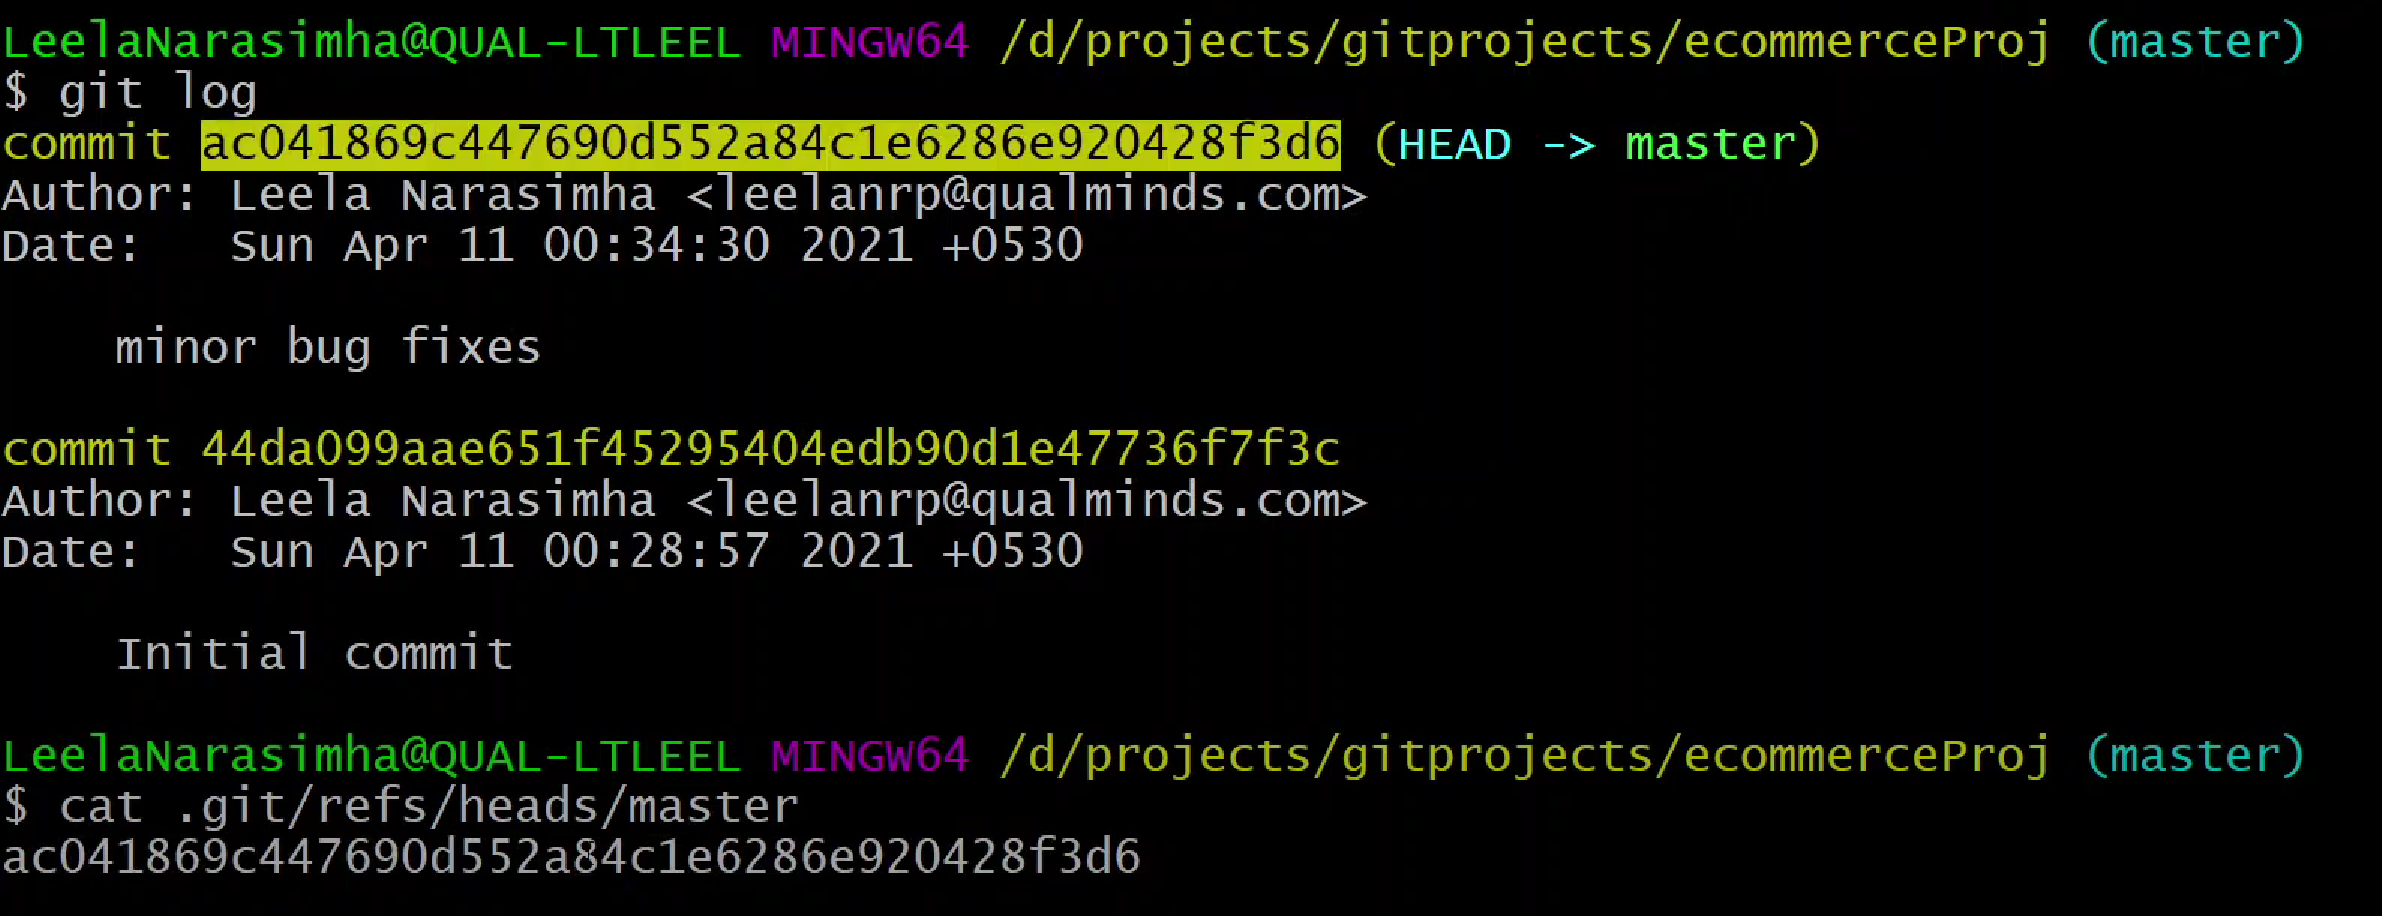 LeelaNarasimha@QUAL-LTLEEL MINGW64 /d/projects/gitprojects/ecommerceProj (master)
$ git log
commit ac041869c447690d552a84c1e6286e920428f3d6 (HEAD -> master)
Author: Leela Narasimha <leelanrp@qualminds.com>
Date:   Sun Apr 11 00:34:30 2021 +0530
    minor bug fixes
commit 44da099aae651f45295404edb90d1e47736f7f3c
Author: Leela Narasimha <leelanrp@qualminds.com>
Date:   Sun Apr 11 00:28:57 2021 +0530
    Initial commit
LeelaNarasimha@QUAL-LTLEEL MINGW64 /d/projects/gitprojects/ecommerceProj (master)
$ cat .git/refs/heads/master
ac041869c447690d552a84c1e6286e920428f3d6